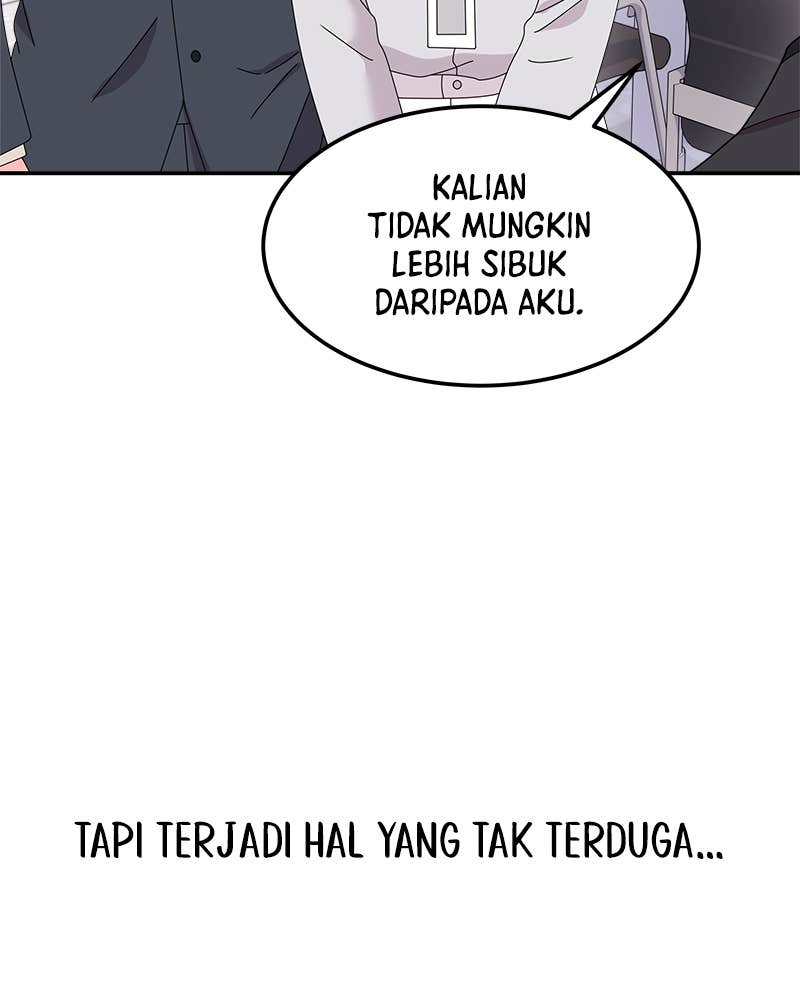 KALIAN
TIDAK MUNGKIN
LEBIH SIBUK
DARIPADA AKU.
TAPI TERJADI HAL YANG TAK TERDUGA...